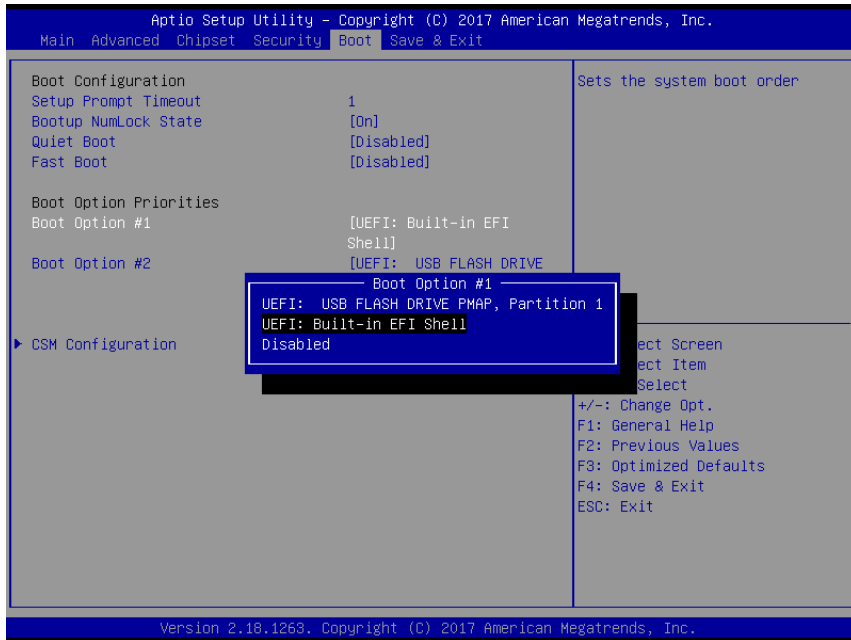 Aptio Setup Utility – Copyright (C) 2017 American Megatrends, Inc.
Main Advanced Chipset Security Boot Save & Exit
Boot Configuration
Setup Prompt Timeout 1
Bootup NumLock State [On]
Quiet Boot [Disabled]
Fast Boot [Disabled]
Boot Option Priorities
Boot Option #1 [UEFI: Built-in EFI
Shell]
Boot Option #2 [UEFI: USB FLASH DRIVE
CSM Configuration
Boot Option #1
UEFI: USB FLASH DRIVE PMAP, Partition 1
UEFI: Built-in EFI Shell
Disabled
Sets the system boot order
ect Screen
ect Item
Select
+/-: Change Opt.
F1: General Help
F2: Previous Values
F3: Optimized Defaults
F4: Save & Exit
ESC: Exit
Version 2.18.1263. Copyright (C) 2017 American Megatrends, Inc.